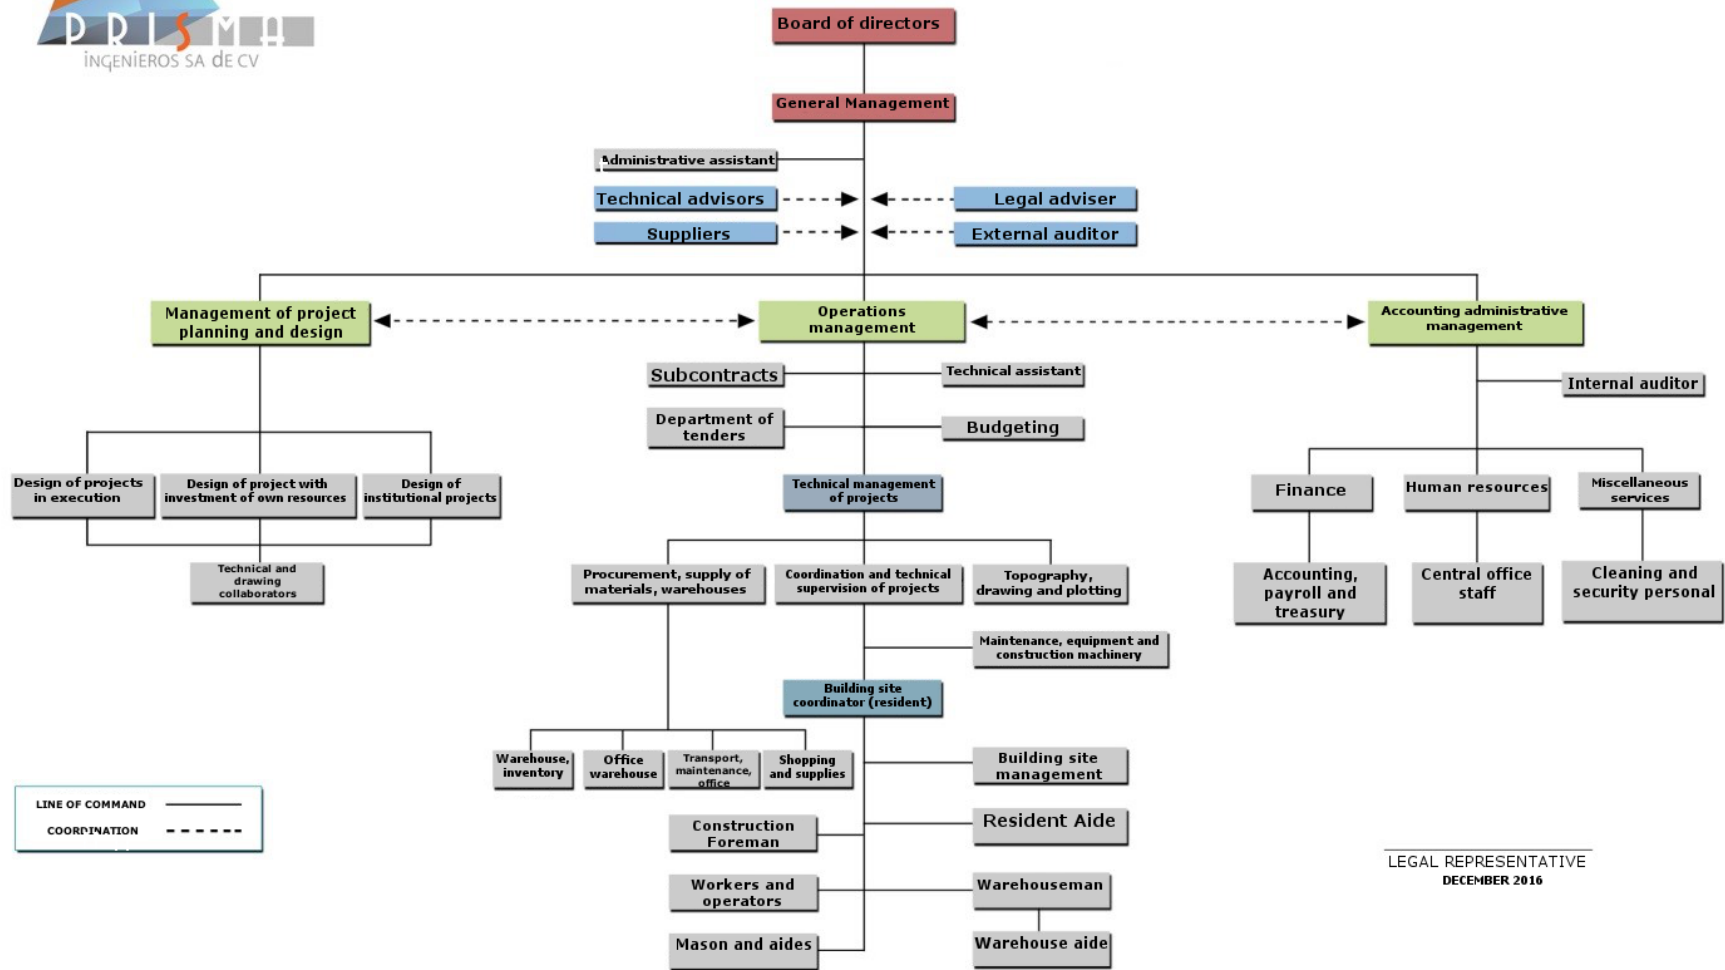 PRISMA
INGENIEROS SA DE CV
Board of directors
General Management
Administrative assistant
Technical advisors
Legal adviser
Suppliers
External auditor
Management of project
planning and design
Operations
management
Accounting administrative
management
Subcontracts
Technical assistant
Internal auditor
Department of
tenders
Budgeting
Design of projects
in execution
Design of project with
investment of own resources
Design of
institutional projects
Technical management
of projects
Finance
Human resources
Miscellaneous
services
Technical and
drawing
collaborators
Procurement, supply of
materials, warehouses
Coordination and technical
supervision of projects
Topography,
drawing and plotting
Accounting,
payroll and
treasury
Central office
staff
Cleaning and
security personal
Maintenance, equipment and
construction machinery
Building site
coordinator (resident)
Warehouse,
inventory
Office
warehouse
Transport,
maintenance,
office
Shopping
and supplies
Building site
management
LINE OF COMMAND
COORDINATION
Construction
Foreman
Resident Aide
Workers and
operators
Warehouseman
Mason and aides
Warehouse aide
LEGAL REPRESENTATIVE
DECEMBER 2016